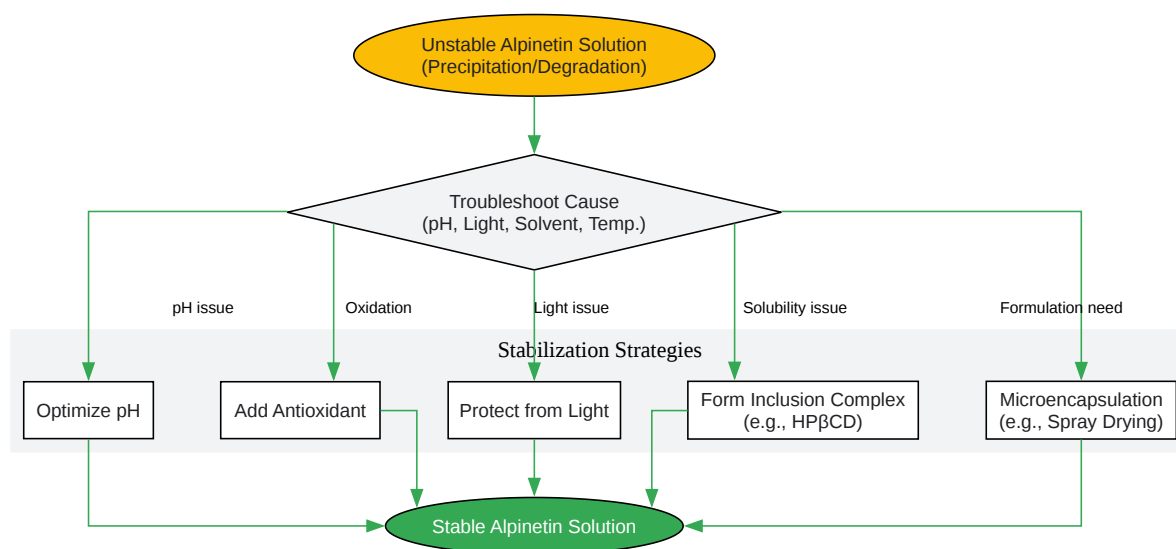 Unstable Alpinetin Solution
(Precipitation/Degradation)
Troubleshoot Cause
(pH, Light, Solvent, Temp.)
pH issue
Oxidation
Light issue
Solubility issue
Formulation need
Stabilization Strategies
Optimize pH
Add Antioxidant
Protect from Light
Form Inclusion Complex
(e.g., HPβCD)
Microencapsulation
(e.g., Spray Drying)
Stable Alpinetin Solution